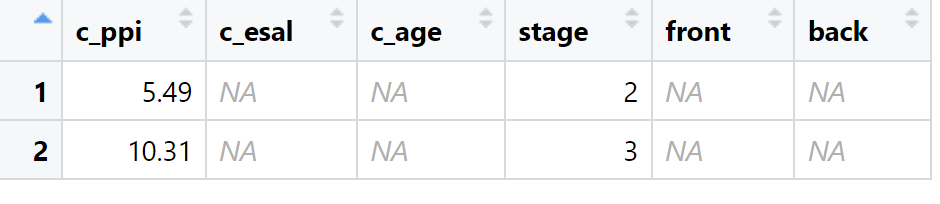 c_ppi c_esal c_age stage front back
1 5.49 NA NA 2 NA NA
2 10.31 NA NA 3 NA NA